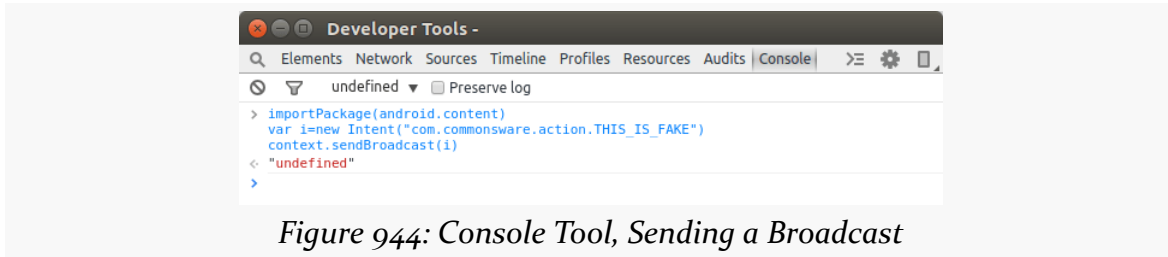 Developer Tools -
Elements Network Sources Timeline Profiles Resources Audits Console
undefined ▼ Preserve log
> importPackage(android.content)
var i=new Intent("com.commonsware.action.THIS_IS_FAKE")
context.sendBroadcast(i)
"undefined"
>
Figure 944: Console Tool, Sending a Broadcast